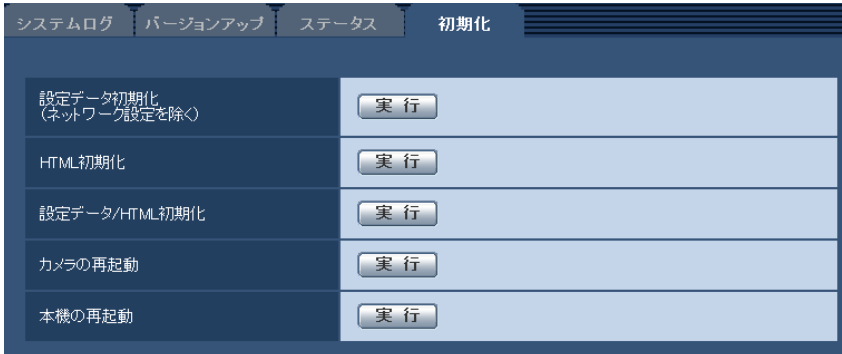 システムログ バージョンアップ ステータス 初期化
設定データ初期化
(ネットワーク設定を除く)
実行
HTML初期化
実行
設定データ/HTML初期化
実行
カメラの再起動
実行
本機の再起動
実行